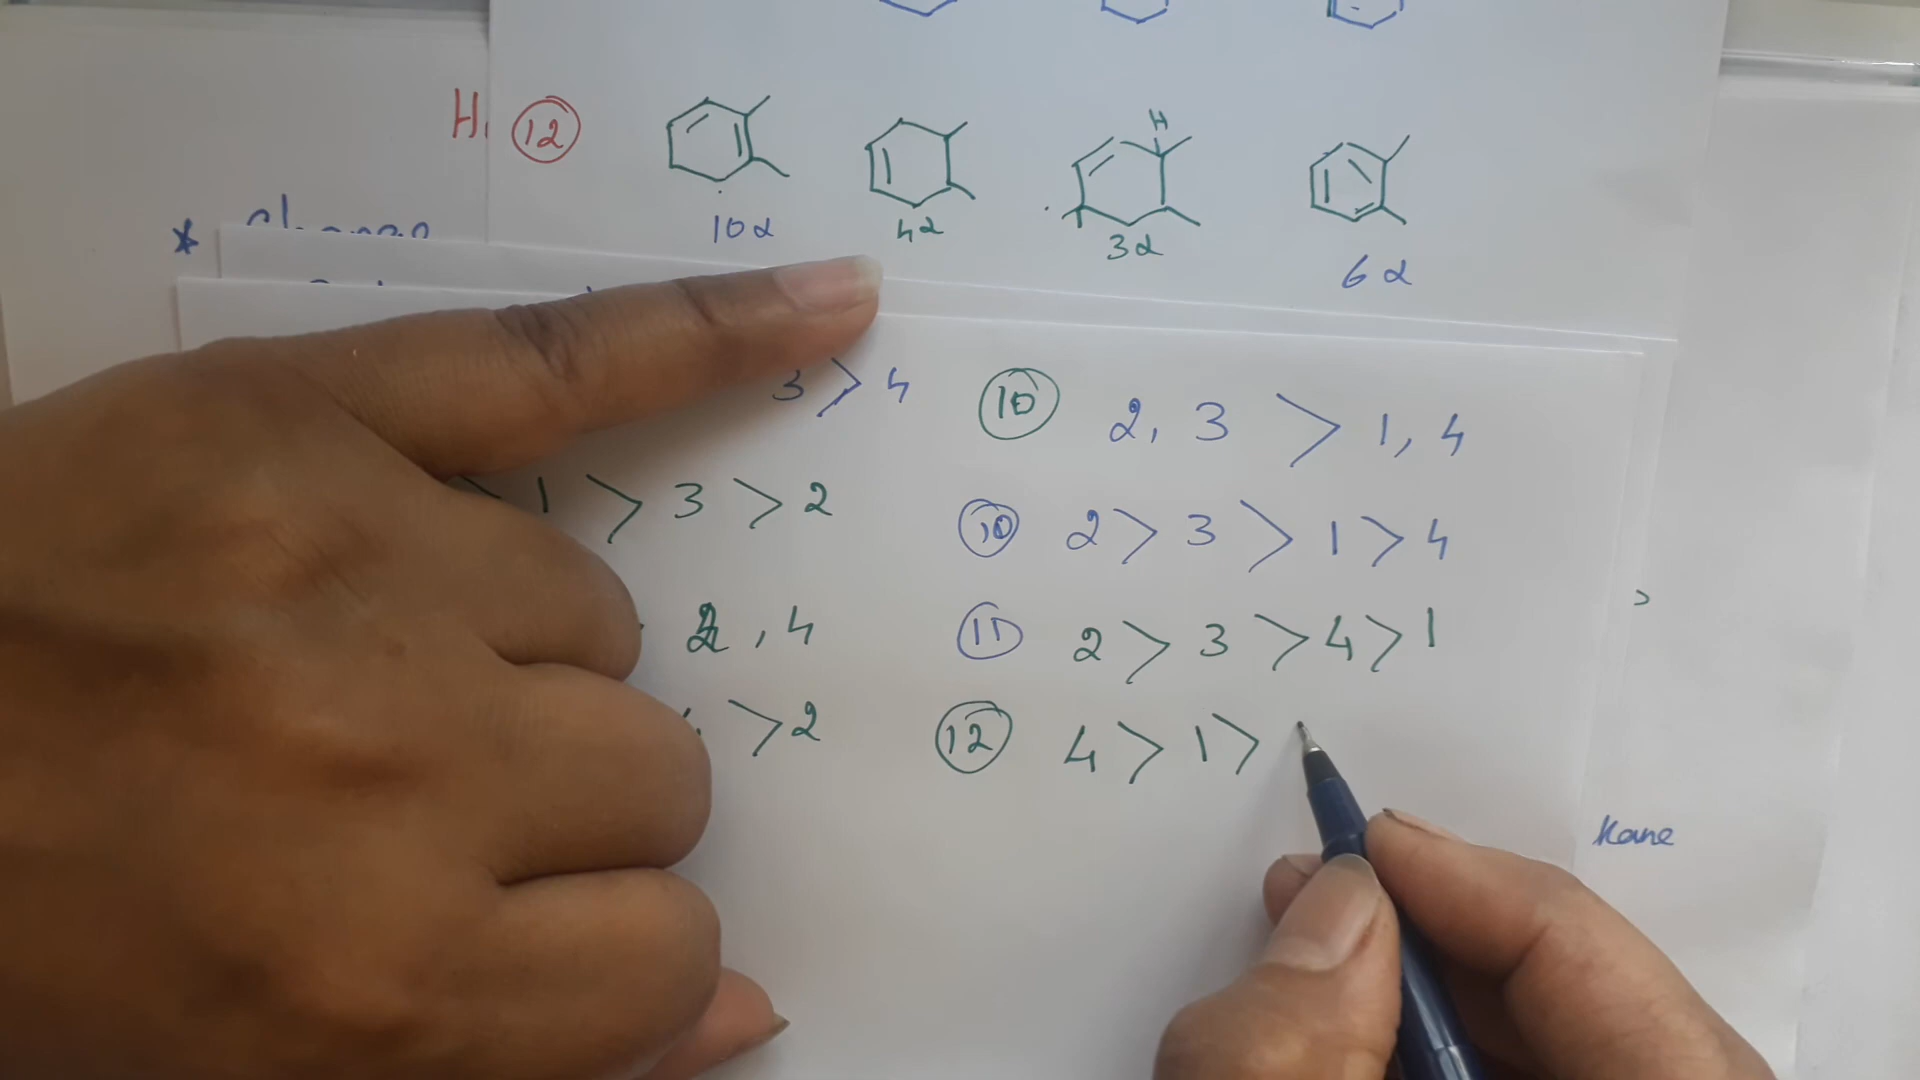 H
12
10α 4α 3α 6α
H
*
3 > 4
10 2, 3 > 1, 4
1 > 3 > 2
10 2 > 3 > 1 > 4
2, 4
11 2 > 3 > 4 > 1
> 2
12 4 > 1 >
>
kane